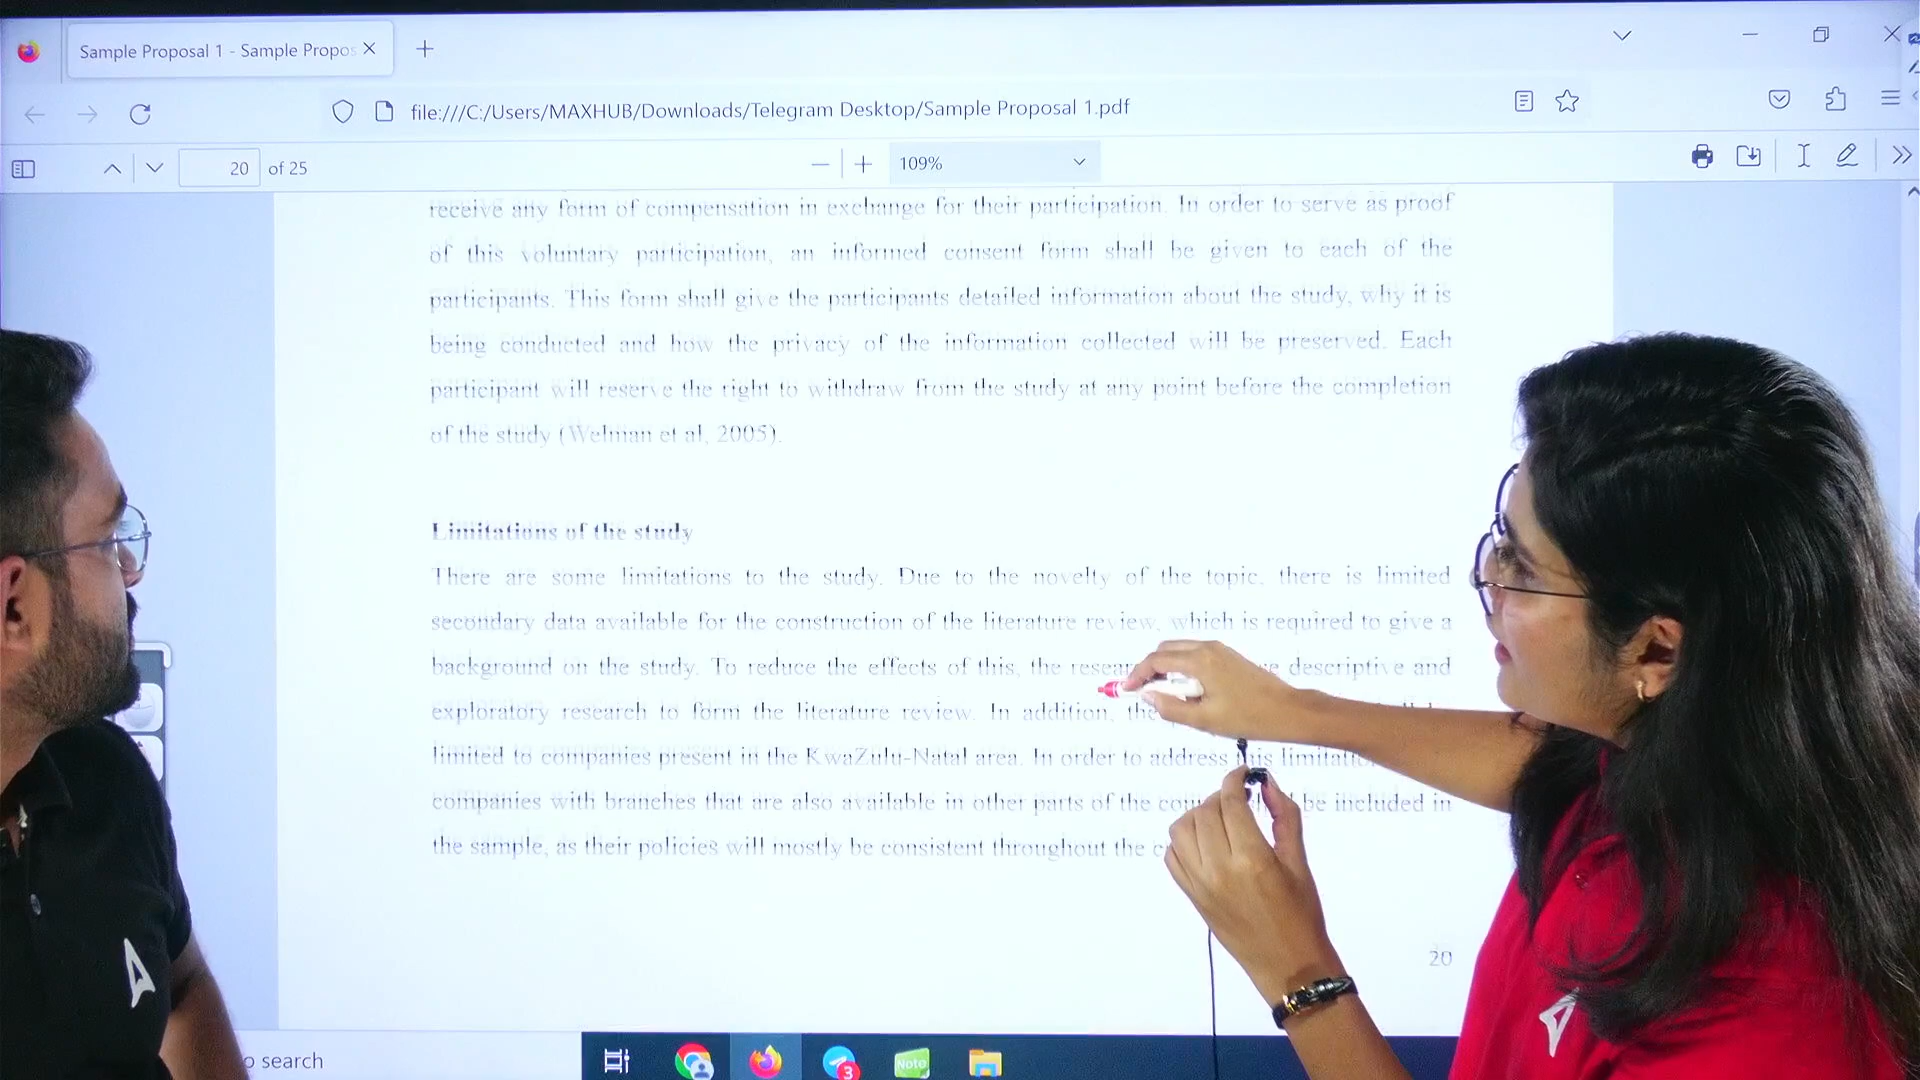 Sample Proposal 1 - Sample Propos
file:///C:/Users/MAXHUB/Downloads/Telegram Desktop/Sample Proposal 1.pdf
20 of 25
109%
receive any form of compensation in exchange for their participation. In order to serve as proof
of this voluntary participation, an informed consent form shall be given to each of the
participants. This form shall give the participants detailed information about the study, why it is
being conducted and how the privacy of the information collected will be preserved. Each
participant will reserve the right to withdraw from the study at any point before the completion
of the study (Welman et al, 2005).
Limitations of the study
There are some limitations to the study. Due to the novelty of the topic, there is limited
secondary data available for the construction of the literature review, which is required to give a
background on the study. To reduce the effects of this, the descriptive and
exploratory research to form the literature review. In addition,
limited to companies present in the KwaZulu-Natal area. In order to address this
companies with branches that are also available in other parts of the be included in
the sample, as their policies will mostly be consistent throughout the
20
search
3
Note